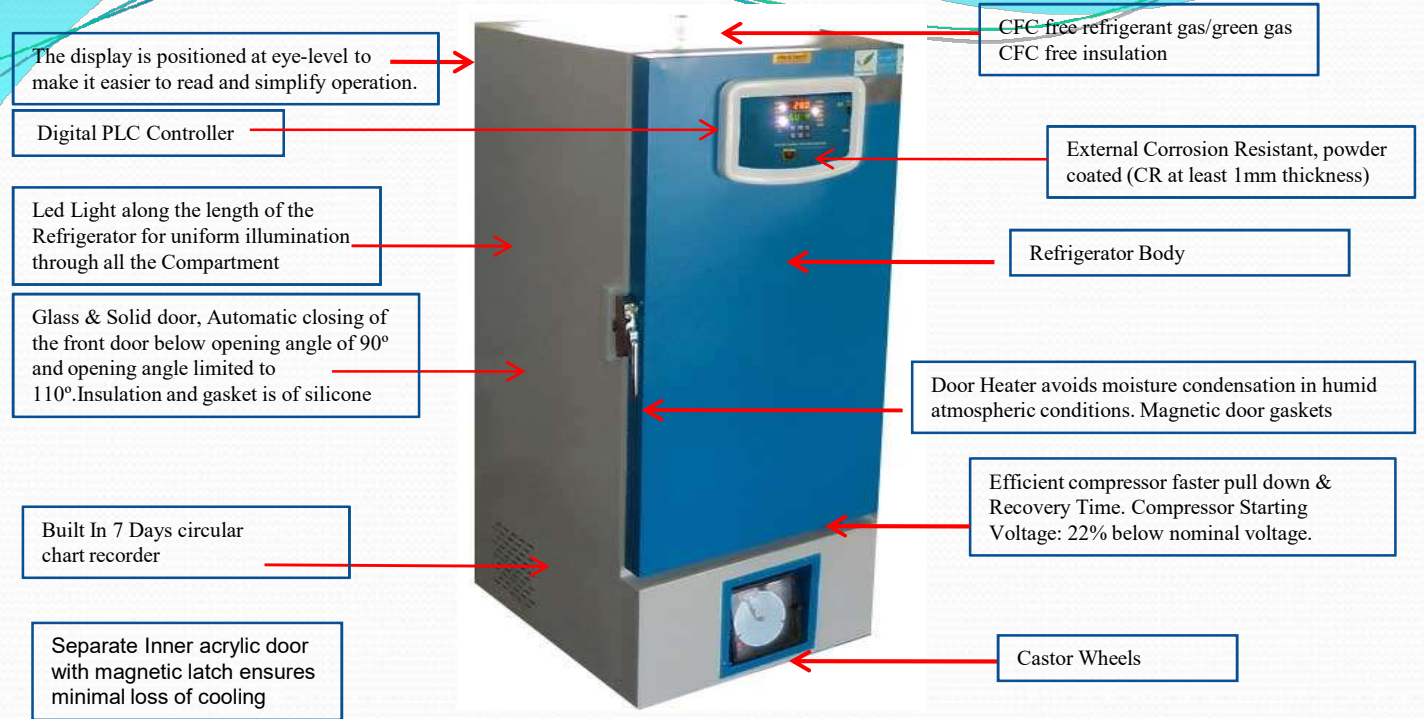 The display is positioned at eye-level to
make it easier to read and simplify operation.
Digital PLC Controller
Led Light along the length of the
Refrigerator for uniform illumination
through all the Compartment
Glass & Solid door, Automatic closing of
the front door below opening angle of 90º
and opening angle limited to
110º.Insulation and gasket is of silicone
Built In 7 Days circular
chart recorder
Separate Inner acrylic door
with magnetic latch ensures
minimal loss of cooling
CFC free refrigerant gas/green gas
CFC free insulation
External Corrosion Resistant, powder
coated (CR at least 1mm thickness)
Refrigerator Body
Door Heater avoids moisture condensation in humid
atmospheric conditions. Magnetic door gaskets
Efficient compressor faster pull down &
Recovery Time. Compressor Starting
Voltage: 22% below nominal voltage.
Castor Wheels